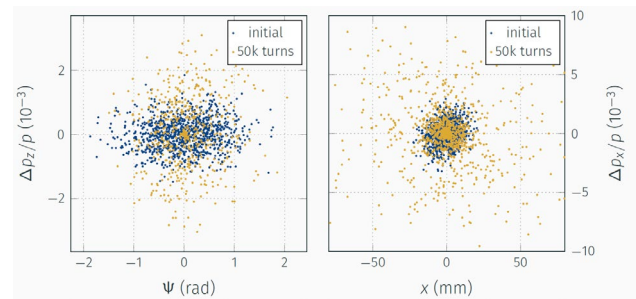 initial
50k turns
2
0
−2
Δp_z/p (10⁻³)
−2
−1
0
1
2
Ψ (rad)
initial
50k turns
10
5
0
−5
−10
Δp_x/p (10⁻³)
−50
0
50
x (mm)